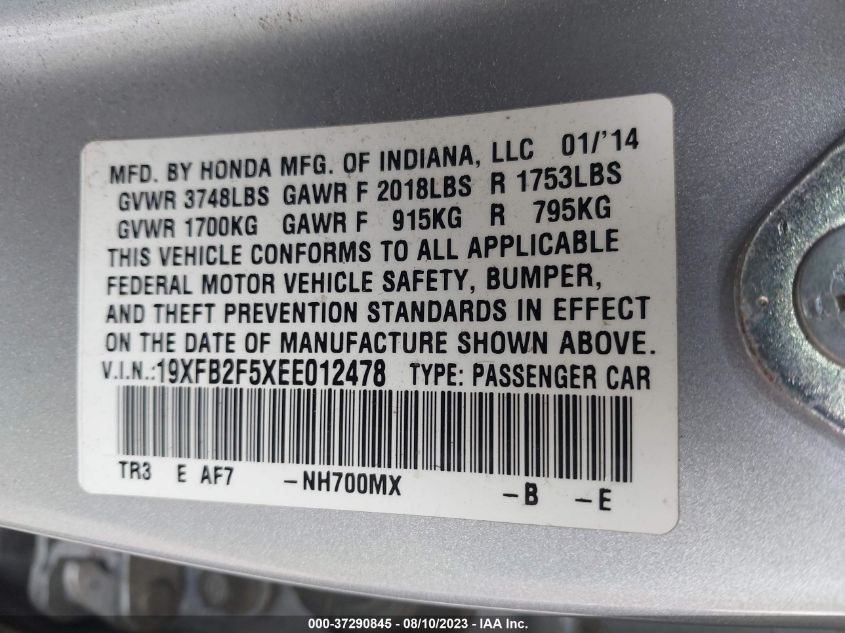 MFD. BY HONDA MFG. OF INDIANA, LLC 01/'14
GVWR 3748LBS GAWR F 2018LBS R 1753LBS
GVWR 1700KG GAWR F 915KG R 795KG
THIS VEHICLE CONFORMS TO ALL APPLICABLE
FEDERAL MOTOR VEHICLE SAFETY, BUMPER,
AND THEFT PREVENTION STANDARDS IN EFFECT
ON THE DATE OF MANUFACTURE SHOWN ABOVE.
V.I.N.:19XFB2F5XEE012478 TYPE: PASSENGER CAR
TR3 E AF7 -NH700MX -B -E
000-37290845 - 08/10/2023 - IAA Inc.